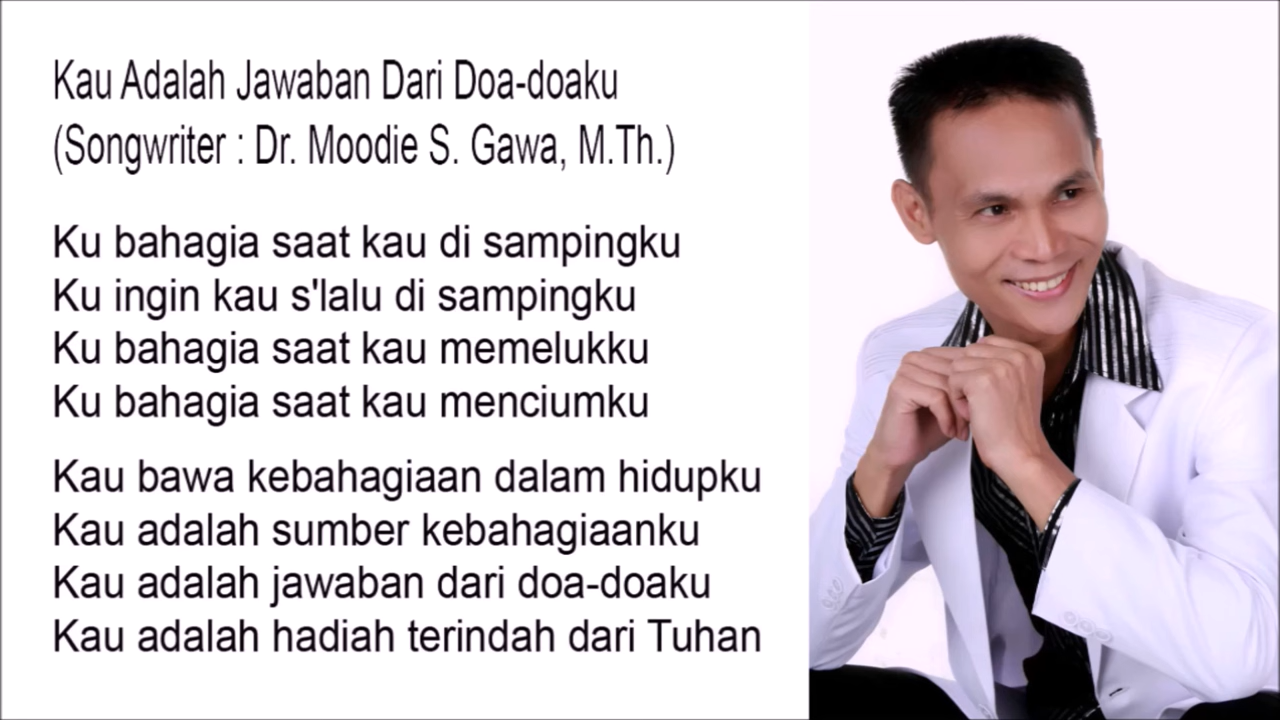 Kau Adalah Jawaban Dari Doa-doaku
(Songwriter : Dr. Moodie S. Gawa, M.Th.)
Ku bahagia saat kau di sampingku
Ku ingin kau s'lalu di sampingku
Ku bahagia saat kau memelukku
Ku bahagia saat kau menciumku
Kau bawa kebahagiaan dalam hidupku
Kau adalah sumber kebahagiaanku
Kau adalah jawaban dari doa-doaku
Kau adalah hadiah terindah dari Tuhan